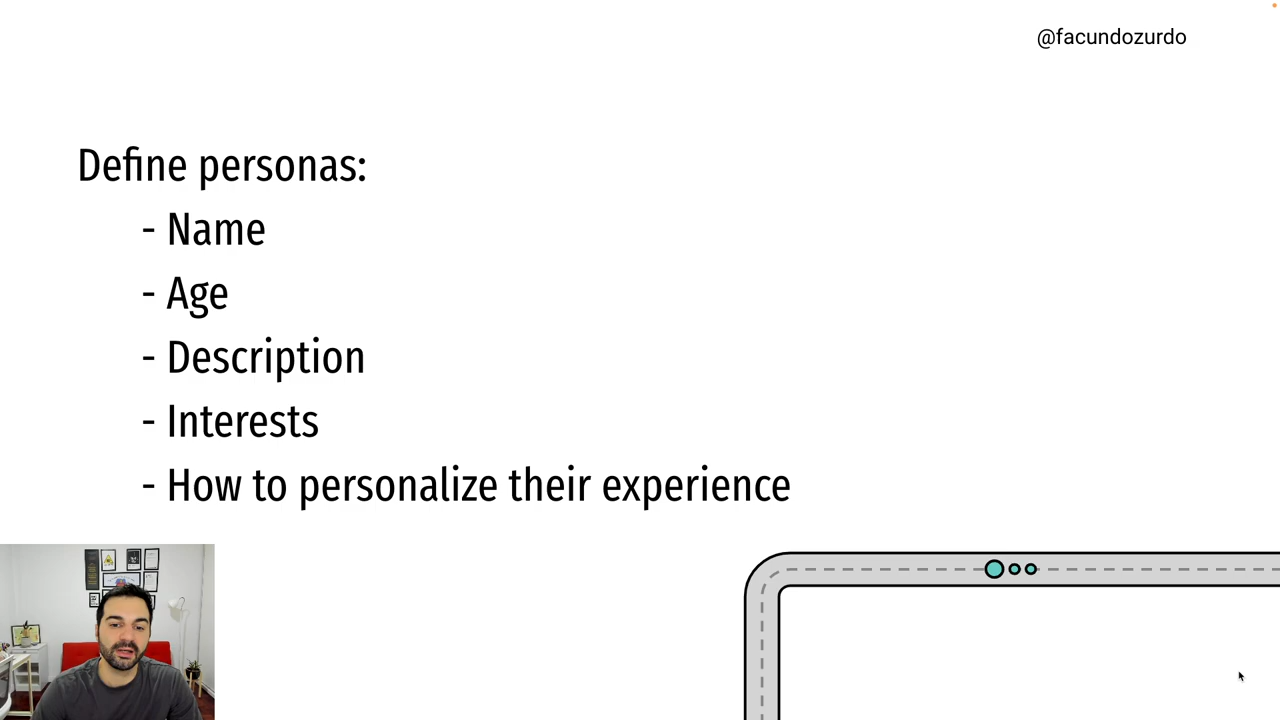 @facundozurdo
Define personas:
- Name
- Age
- Description
- Interests
- How to personalize their experience